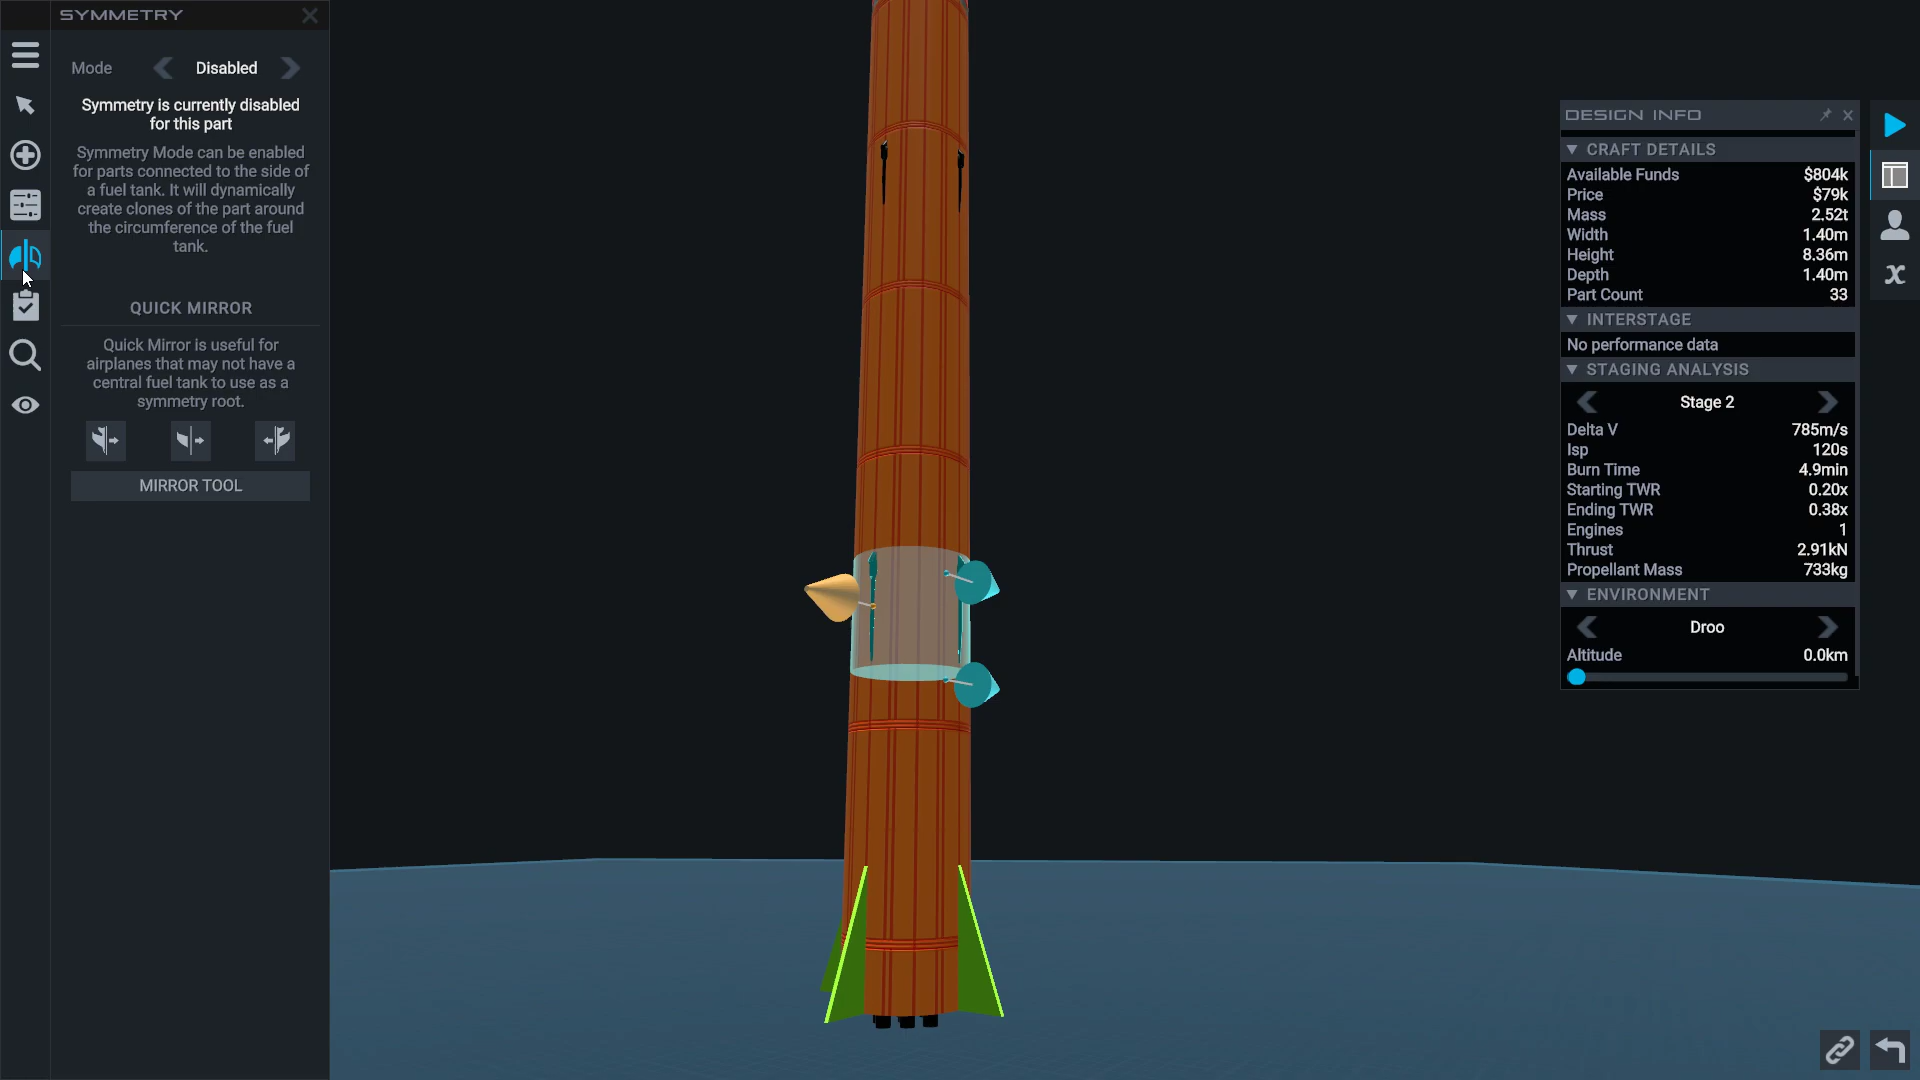 SYMMETRY
Mode
Disabled
Symmetry is currently disabled
for this part
Symmetry Mode can be enabled
for parts connected to the side of
a fuel tank. It will dynamically
create clones of the part around
the circumference of the fuel
tank.
QUICK MIRROR
Quick Mirror is useful for
airplanes that may not have a
central fuel tank to use as a
symmetry root.
MIRROR TOOL
DESIGN INFO
CRAFT DETAILS
Available Funds $804k
Price $79k
Mass 2.52t
Width 1.40m
Height 8.36m
Depth 1.40m
Part Count 33
INTERSTAGE
No performance data
STAGING ANALYSIS
Stage 2
Delta V 785m/s
Isp 120s
Burn Time 4.9min
Starting TWR 0.20x
Ending TWR 0.38x
Engines 1
Thrust 2.91kN
Propellant Mass 733kg
ENVIRONMENT
Droo
Altitude 0.0km